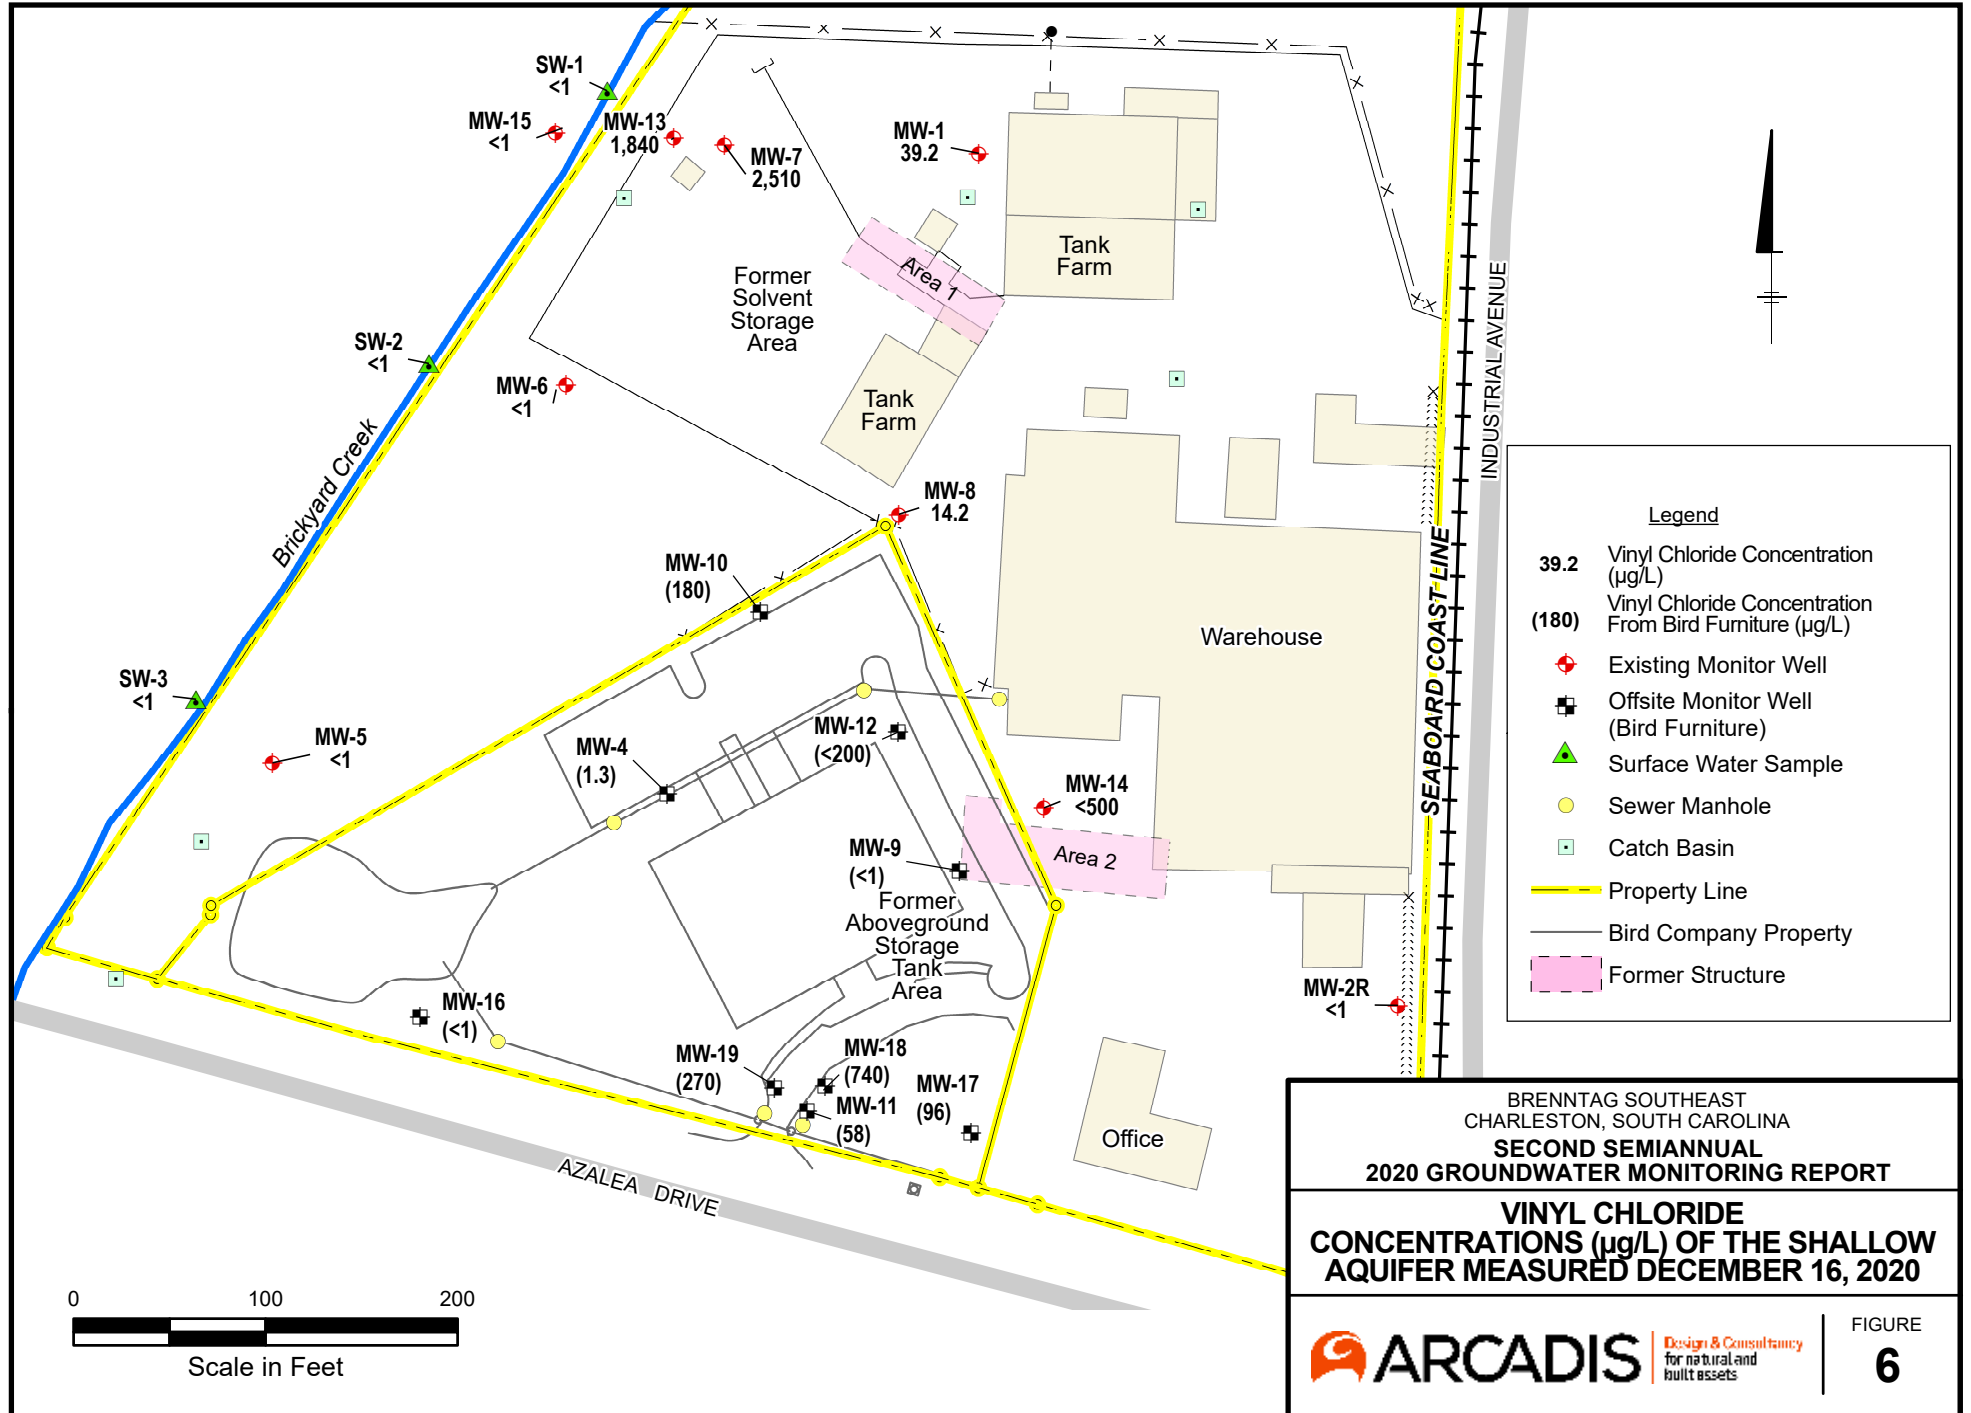 SW-1
<1
MW-15
<1
MW-13
1,840
MW-7
2,510
MW-1
39.2
Tank
Farm
Area 1
Former
Solvent
Storage
Area
SW-2
<1
MW-6
<1
Tank
Farm
Brickyard Creek
MW-8
14.2
MW-10
(180)
Warehouse
SEABOARD COAST LINE
INDUSTRIAL AVENUE
SW-3
<1
MW-5
<1
MW-4
(1.3)
MW-12
(<200)
MW-14
<500
MW-9
(<1)
Area 2
Former
Aboveground
Storage
Tank
Area
MW-2R
<1
MW-16
(<1)
MW-19
(270)
MW-18
(740)
MW-11
(58)
MW-17
(96)
Office
AZALEA DRIVE
0 100 200
Scale in Feet
Legend
39.2 Vinyl Chloride Concentration
(µg/L)
(180) Vinyl Chloride Concentration
From Bird Furniture (µg/L)
Existing Monitor Well
Offsite Monitor Well
(Bird Furniture)
Surface Water Sample
Sewer Manhole
Catch Basin
Property Line
Bird Company Property
Former Structure
BRENNTAG SOUTHEAST
CHARLESTON, SOUTH CAROLINA
SECOND SEMIANNUAL
2020 GROUNDWATER MONITORING REPORT
VINYL CHLORIDE
CONCENTRATIONS (µg/L) OF THE SHALLOW
AQUIFER MEASURED DECEMBER 16, 2020
ARCADIS
Design & Consultancy
for natural and
built assets
FIGURE
6